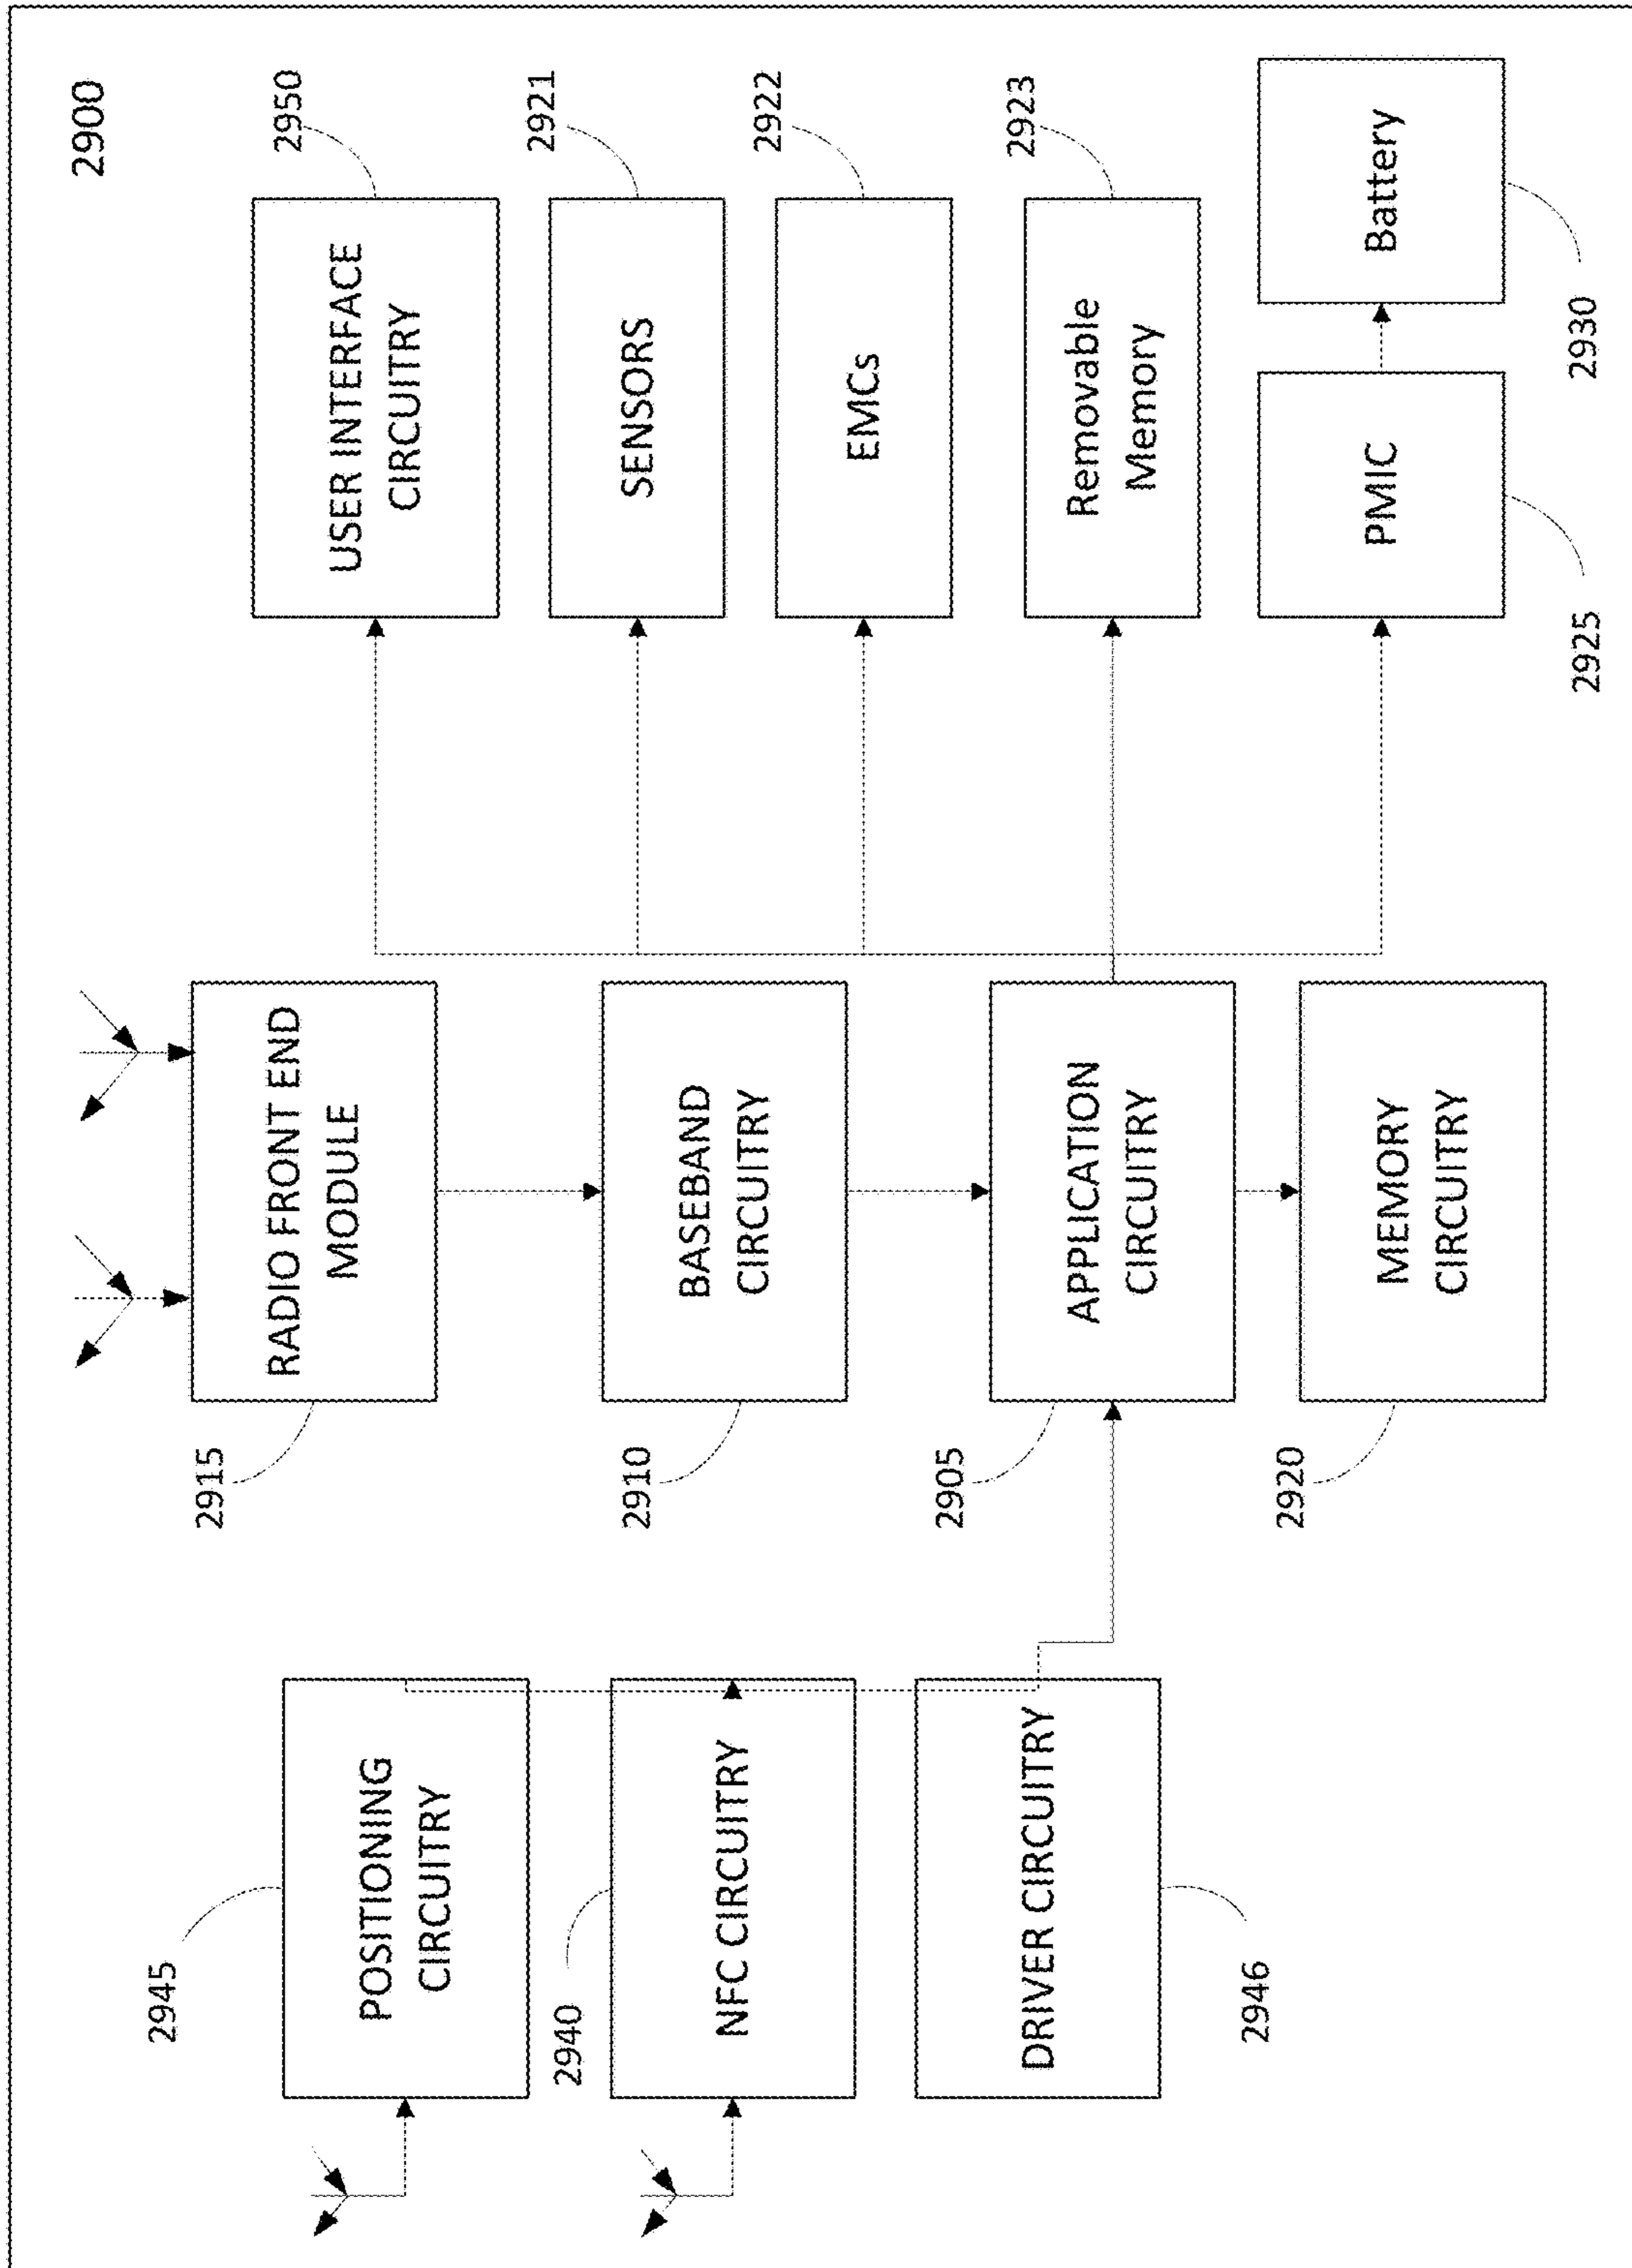 2900
2945
POSITIONING
CIRCUITRY
2940
NFC CIRCUITRY
DRIVER CIRCUITRY
2946
2915
RADIO FRONT END
MODULE
2910
BASEBAND
CIRCUITRY
2905
APPLICATION
CIRCUITRY
2920
MEMORY
CIRCUITRY
2950
USER INTERFACE
CIRCUITRY
2921
SENSORS
2922
EMCs
2923
Removable
Memory
PMIC
2925
Battery
2930